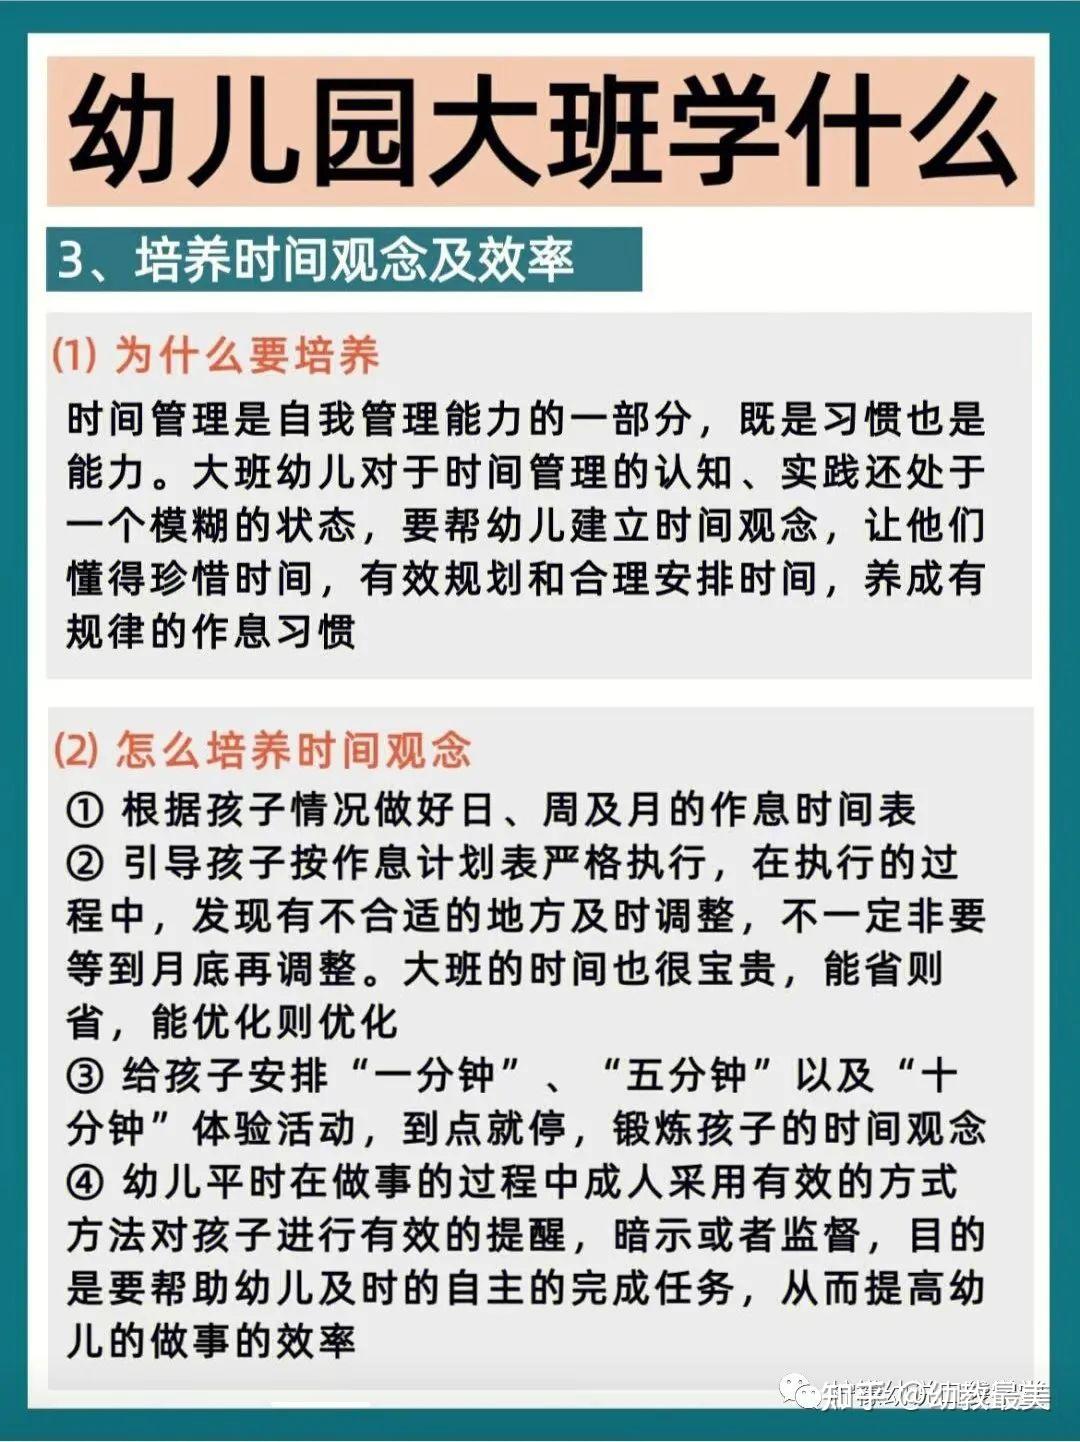 幼儿园大班学什么
3、培养时间观念及效率
(1) 为什么要培养
时间管理是自我管理能力的一部分，既是习惯也是
能力。大班幼儿对于时间管理的认知、实践还处于
一个模糊的状态，要帮幼儿建立时间观念，让他们
懂得珍惜时间，有效规划和合理安排时间，养成有
规律的作息习惯
(2) 怎么培养时间观念
① 根据孩子情况做好日、周及月的作息时间表
② 引导孩子按作息计划表严格执行，在执行的过
程中，发现有不合适的地方及时调整，不一定非要
等到月底再调整。大班的时间也很宝贵，能省则
省，能优化则优化
③ 给孩子安排“一分钟”、“五分钟”以及“十
分钟”体验活动，到点就停，锻炼孩子的时间观念
④ 幼儿平时在做事的过程中成人采用有效的方式
方法对孩子进行有效的提醒，暗示或者监督，目的
是要帮助幼儿及时的自主的完成任务，从而提高幼
儿的做事的效率
知乎 @幼教最美